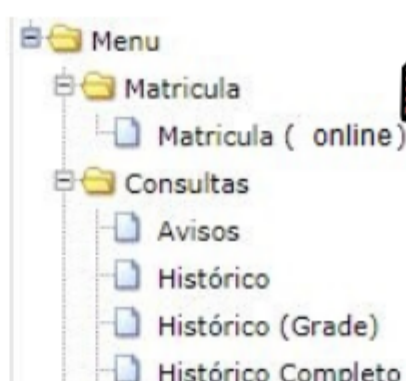 Menu
Matricula
Matricula ( online)
Consultas
Avisos
Histórico
Histórico (Grade)
Histórico Completo